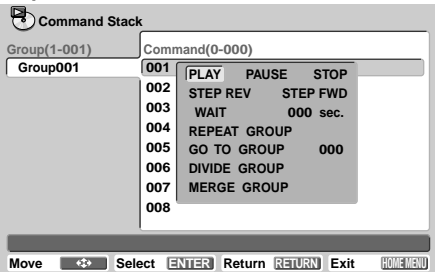 Command Stack
Group(1-001) Command(0-000)
Group001 001
PLAY PAUSE STOP
002 STEP REV STEP FWD
003 WAIT 000 sec.
004 REPEAT GROUP
005 GO TO GROUP 000
006 DIVIDE GROUP
007 MERGE GROUP
008
Move Select ENTER Return RETURN Exit HOME MENU